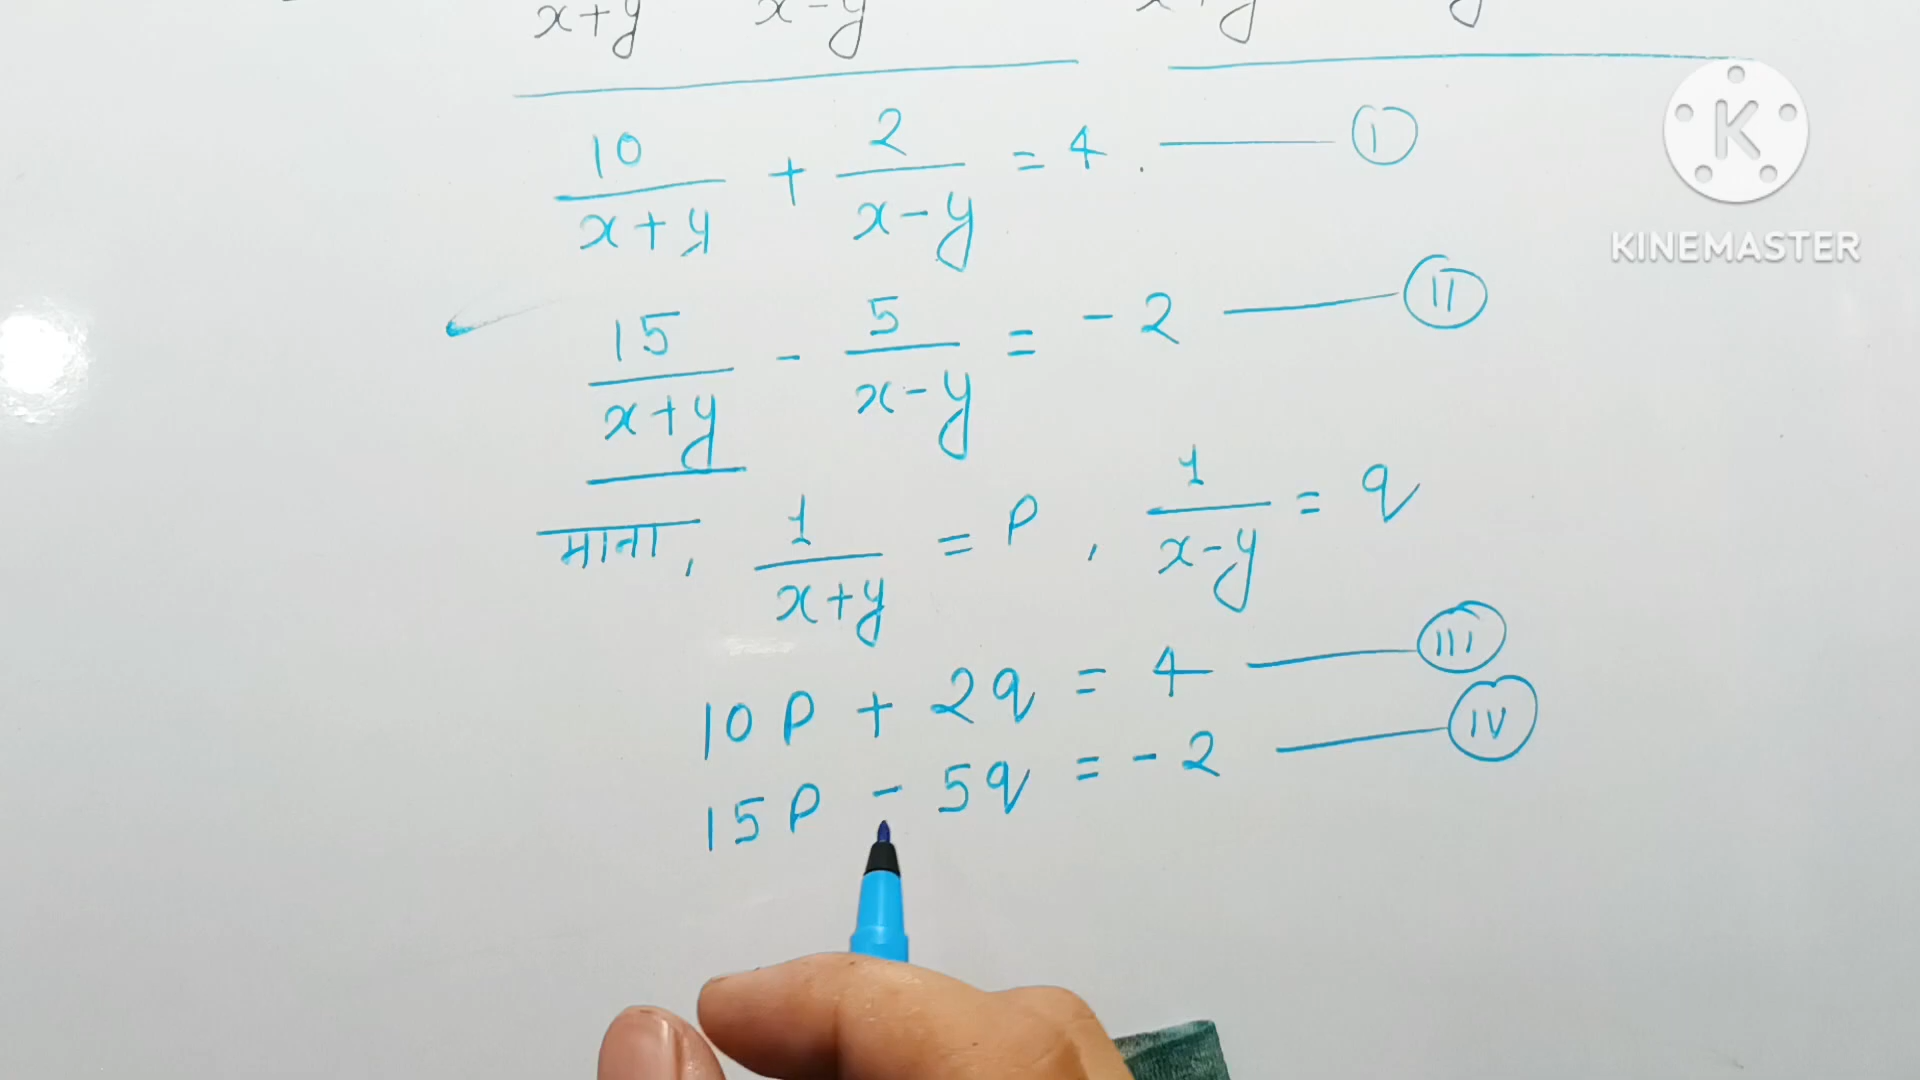 x+y x-y
10/x+y + 2/x-y = 4. —— I
15/x+y - 5/x-y = -2 —— II
माना, 1/x+y = P, 1/x-y = q
10P + 2q = 4 —— III
15P - 5q = -2 —— IV
K
KINEMASTER